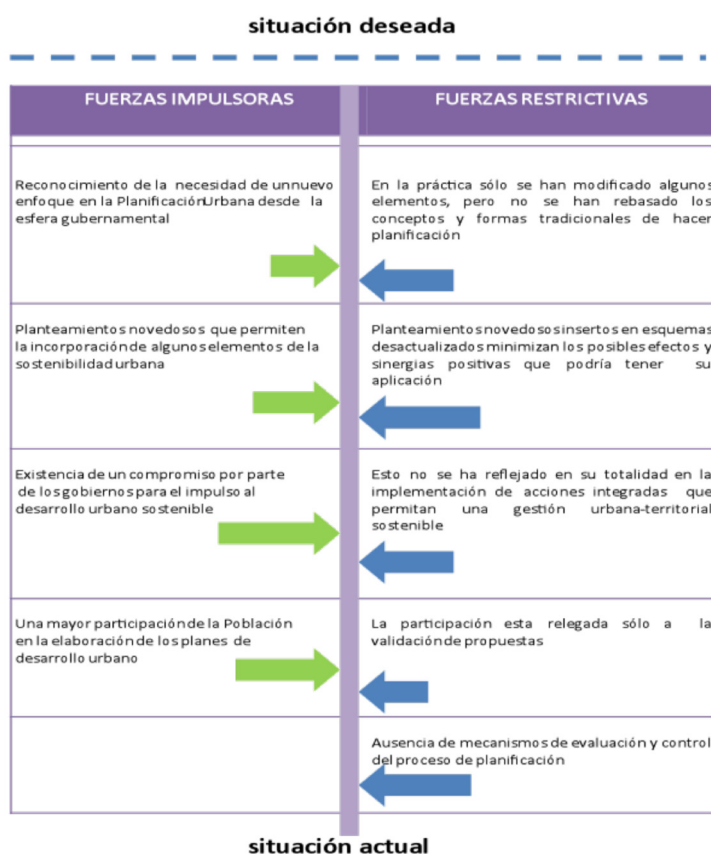 situación deseada
FUERZAS IMPULSORAS
FUERZAS RESTRICTIVAS
Reconocimiento de la necesidad de unnuevo
enfoque en la PlanificaciónUrbana desde la
esfera gubernamental
En la práctica sólo se han modificado algunos
elementos, pero no se han rebasado los
conceptos y formas tradicionales de hacer
planificación
Planteamientos novedosos que permiten
la incorporación de algunos elementos de la
sostenibilidad urbana
Planteamientos novedosos insertos en esquemas
desactualizados minimizan los posibles efectos y
sinergias positivas que podría tener su
aplicación
Existencia de un compromiso por parte
de los gobiernos para el impulso al
desarrollo urbano sostenible
Esto no se ha reflejado en su totalidad en la
implementación de acciones integradas que
permitan una gestión urbana-territorial
sostenible
Una mayor participación de la Población
en la elaboración de los planes de
desarrollo urbano
La participación esta relegada sólo a la
validación de propuestas
Ausencia de mecanismos de evaluación y control
del proceso de planificación
situación actual